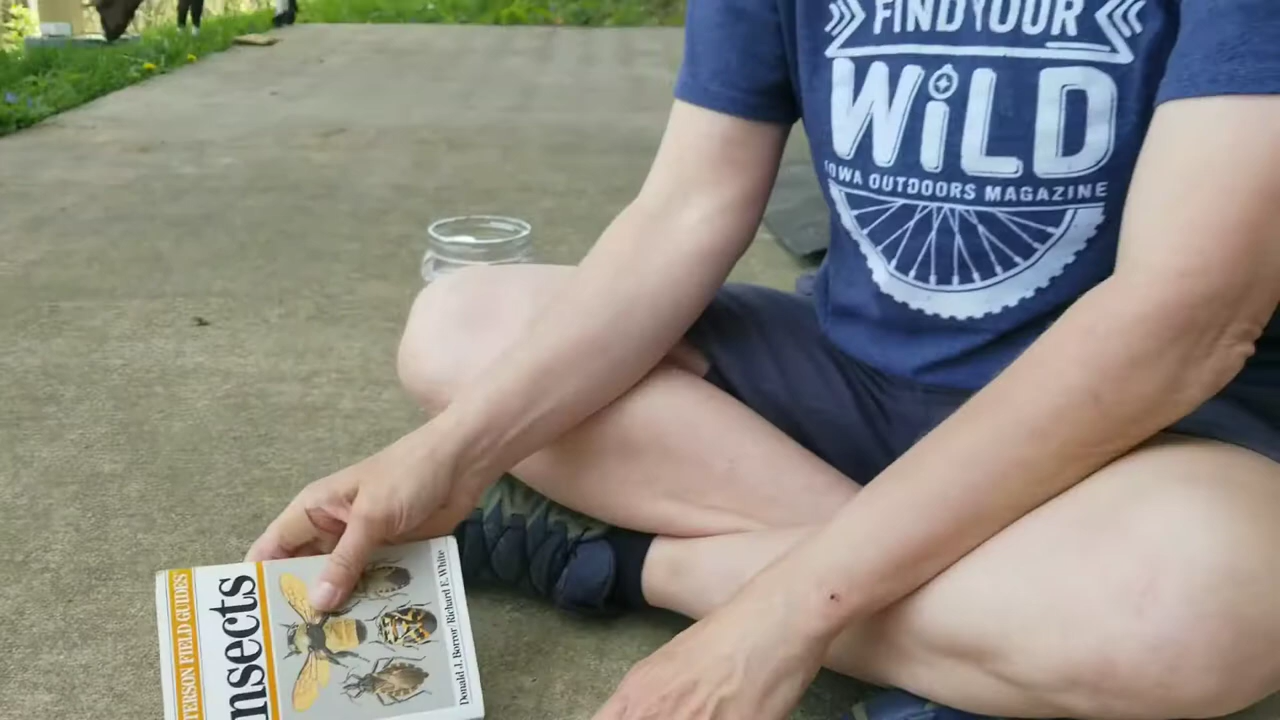 FIND YOUR
WiLD
IOWA OUTDOORS MAGAZINE
TERSON FIELD GUIDES
nsects
Donald J. Borror/Richard E. White